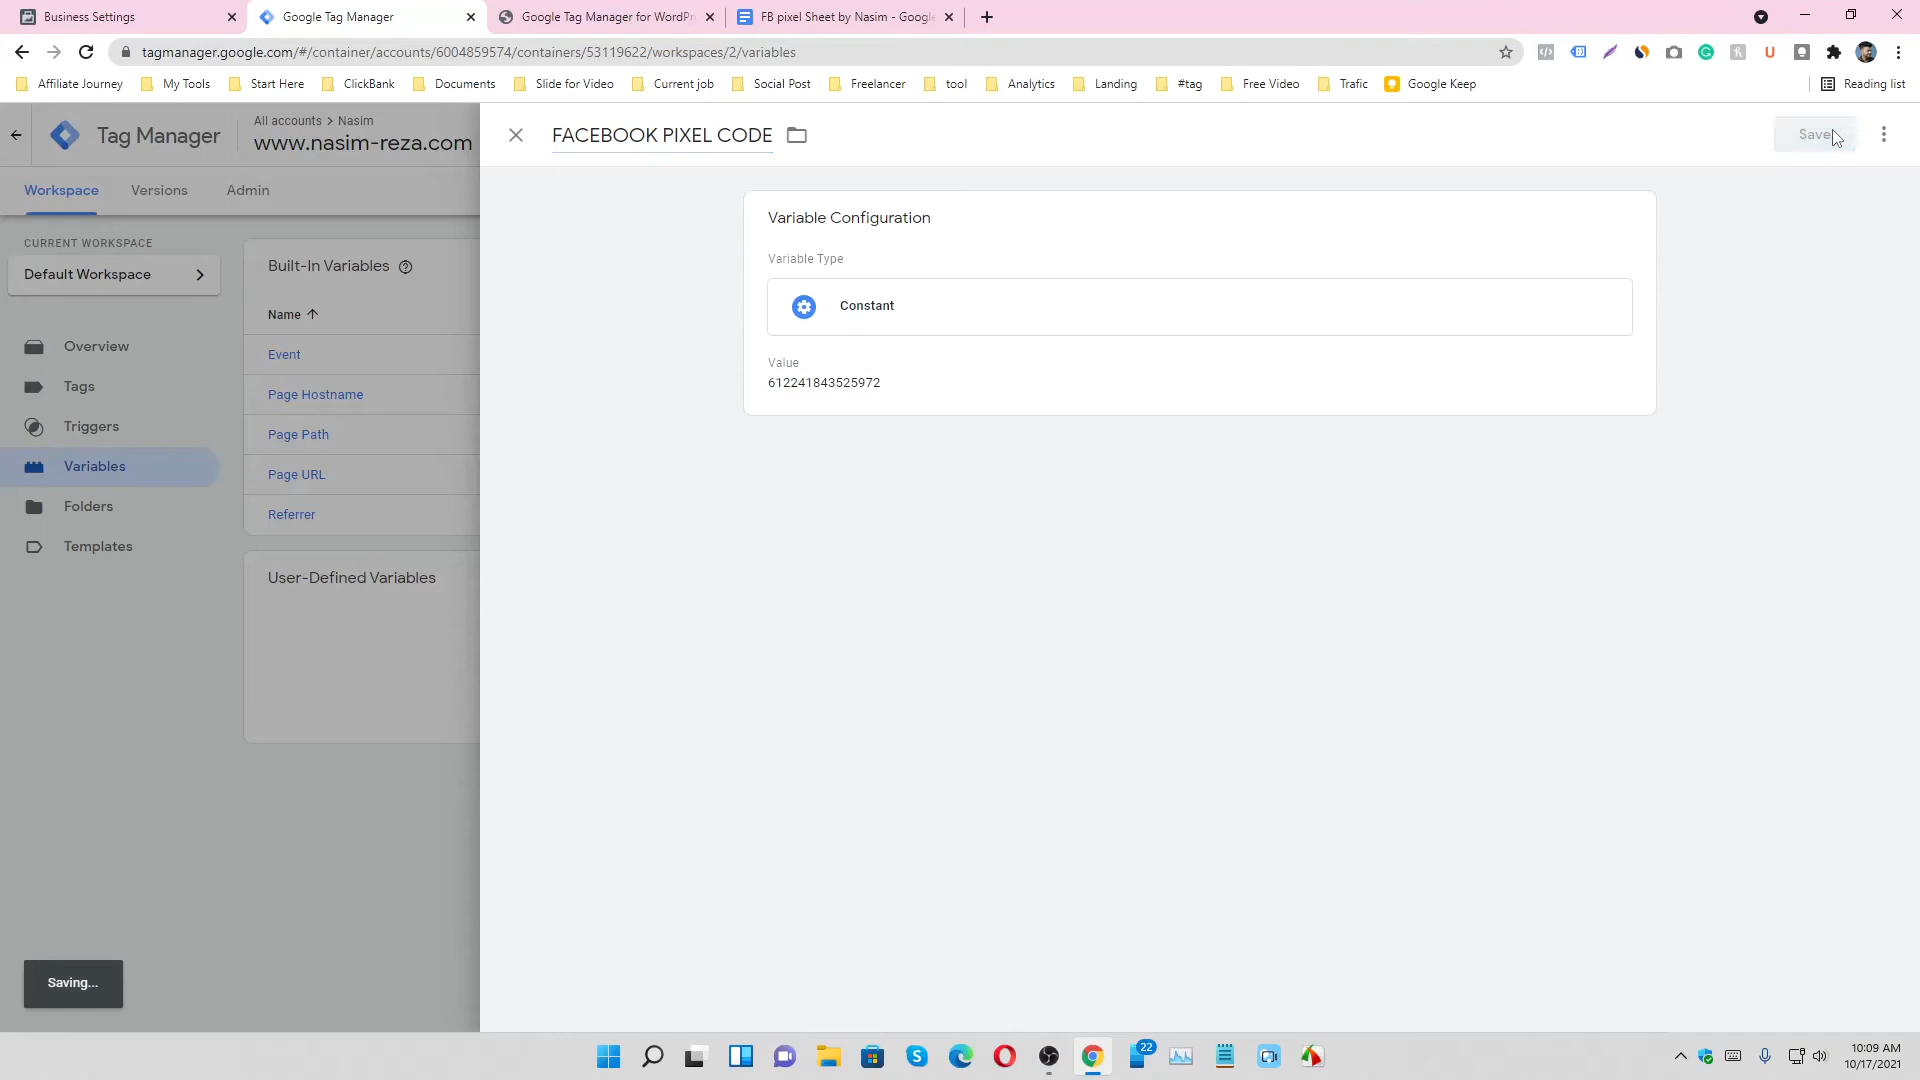 Business Settings
Google Tag Manager
Google Tag Manager for WordPr
FB pixel Sheet by Nasim - Google
tagmanager.google.com/#/container/accounts/6004859574/containers/53119622/workspaces/2/variables
Affiliate Journey
My Tools
Start Here
ClickBank
Documents
Slide for Video
Current job
Social Post
Freelancer
tool
Analytics
Landing
#tag
Free Video
Trafic
Google Keep
Reading list
Tag Manager
All accounts > Nasim
www.nasim-reza.com
FACEBOOK PIXEL CODE
Save
Workspace
Versions
Admin
CURRENT WORKSPACE
Default Workspace
Overview
Tags
Triggers
Variables
Folders
Templates
Built-In Variables
Name
Event
Page Hostname
Page Path
Page URL
Referrer
User-Defined Variables
Variable Configuration
Variable Type
Constant
Value
612241843525972
Saving...
22
10:09 AM
10/17/2021